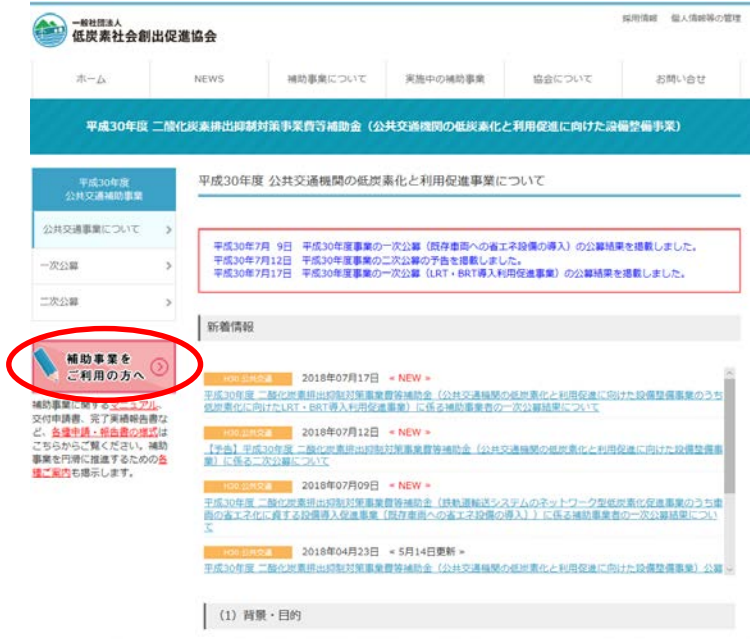 一般社団法人
低炭素社会創出促進協会
採用情報 個人情報等の管理
ホーム NEWS 補助事業について 実施中の補助事業 協会について お問い合せ
平成30年度 二酸化炭素排出抑制対策事業費等補助金（公共交通機関の低炭素化と利用促進に向けた設備整備事業）
平成30年度
公共交通補助事業
公共交通事業について >
一次公募 >
二次公募 >
補助事業を
ご利用の方へ
補助事業に関するマニュアル、
交付申請書、完了実績報告書な
ど、各種申請・報告書の様式は
こちらからご覧ください。補助
事業を円滑に推進するための各
種ご案内も掲示します。
平成30年度 公共交通機関の低炭素化と利用促進事業について
平成30年7月 9日 平成30年度事業の一次公募（既存車両への省エネ設備の導入）の公募結果を掲載しました。
平成30年7月12日 平成30年度事業の二次公募の予告を掲載しました。
平成30年7月17日 平成30年度事業の一次公募（LRT・BRT導入利用促進事業）の公募結果を掲載しました。
新着情報
H30 公共交通 2018年07月17日 « NEW »
平成30年度 二酸化炭素排出抑制対策事業費等補助金（公共交通機関の低炭素化と利用促進に向けた設備整備事業のうち
低炭素化に向けたLRT・BRT導入利用促進事業）に係る補助事業者の一次公募結果について
H30 公共交通 2018年07月12日 « NEW »
【予告】平成30年度 二酸化炭素排出抑制対策事業費等補助金（公共交通機関の低炭素化と利用促進に向けた設備整備事
業）に係る二次公募について
H30 公共交通 2018年07月09日 « NEW »
平成30年度 二酸化炭素排出抑制対策事業費等補助金（鉄軌道輸送システムのネットワーク型低炭素化促進事業のうち車
両の省エネ化に資する設備導入促進事業（既存車両への省エネ設備の導入））に係る補助事業者の一次公募結果につい
て
H30 公共交通 2018年04月23日 « 5月14日更新 »
平成30年度 二酸化炭素排出抑制対策事業費等補助金（公共交通機関の低炭素化と利用促進に向けた設備整備事業）公募
（1）背景・目的